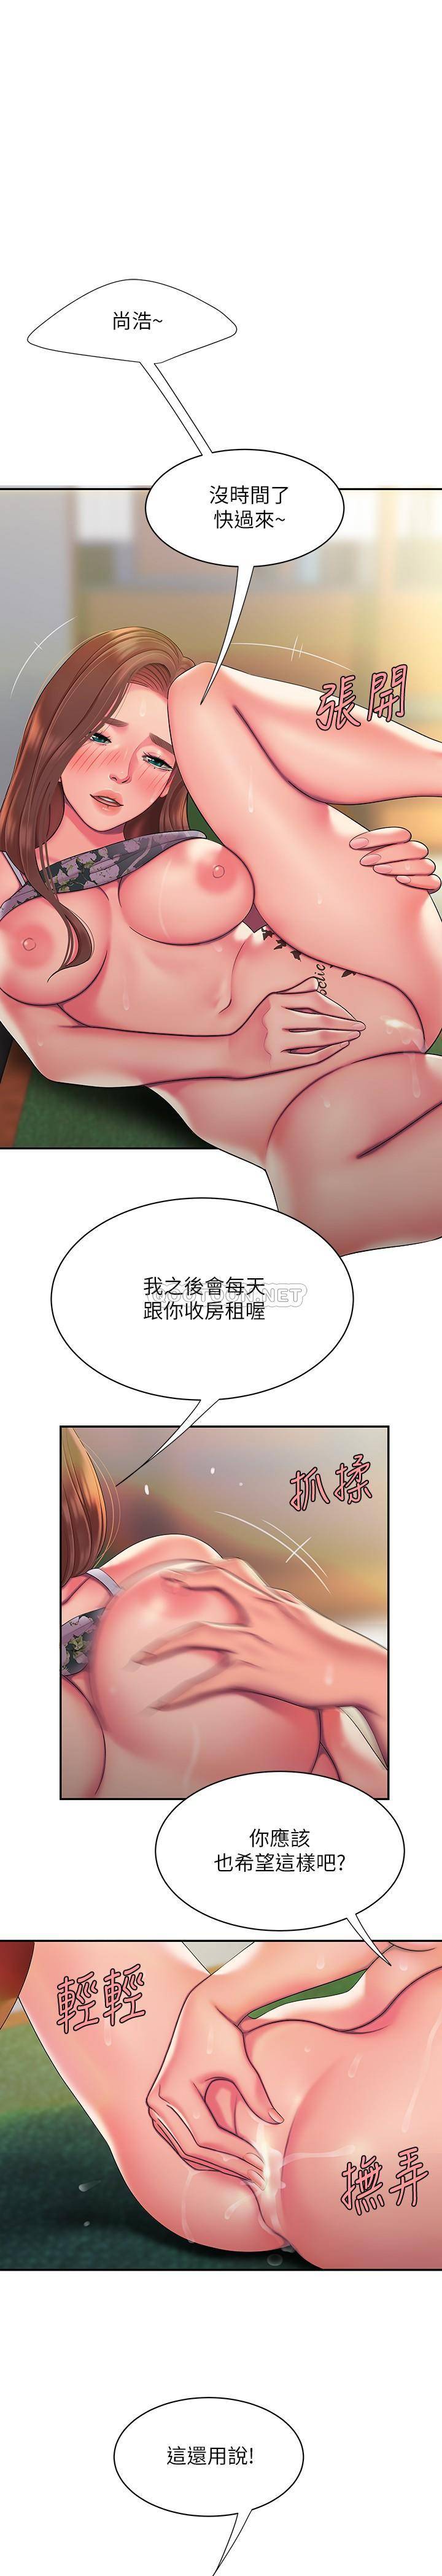 尚浩~
沒時間了
快過來~
張開
我之後會每天
跟你收房租喔
抓揉
你應該
也希望這樣吧?
輕輕
撫弄
這還用說!